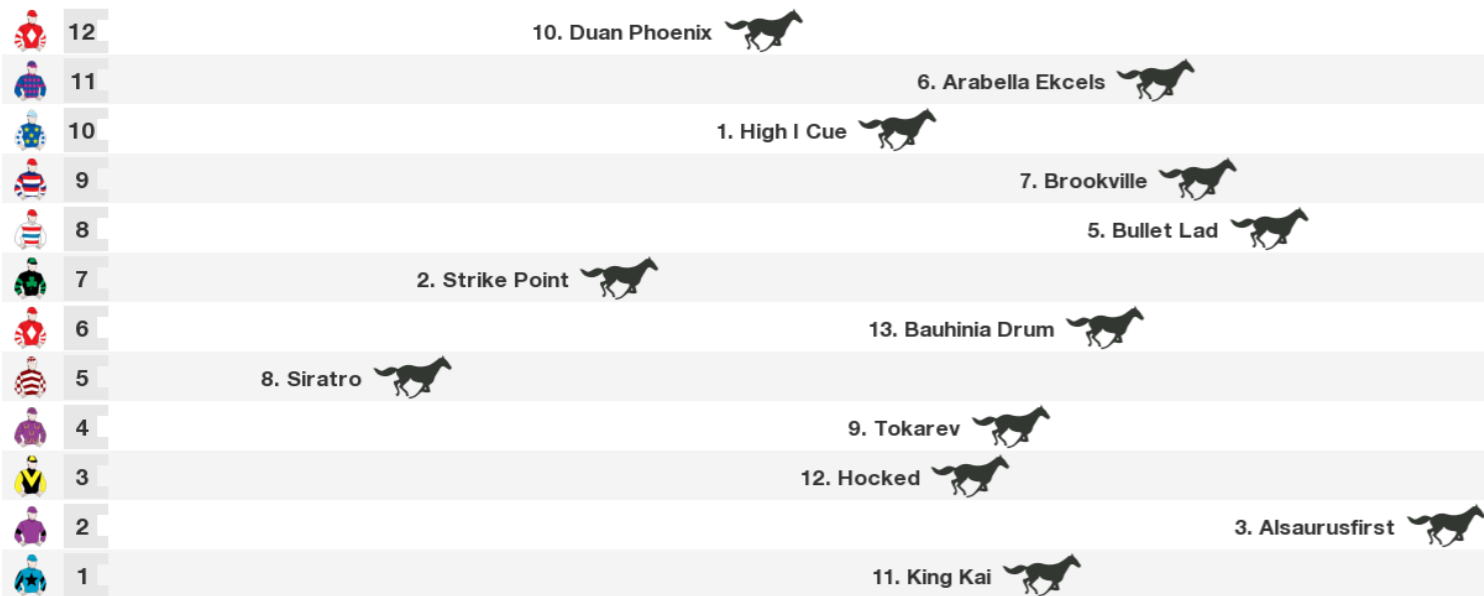 12 10. Duan Phoenix
11 6. Arabella Ekcels
10 1. High I Cue
9 7. Brookville
8 5. Bullet Lad
7 2. Strike Point
6 13. Bauhinia Drum
5 8. Siratro
4 9. Tokarev
3 12. Hocked
2 3. Alsaurusfirst
1 11. King Kai